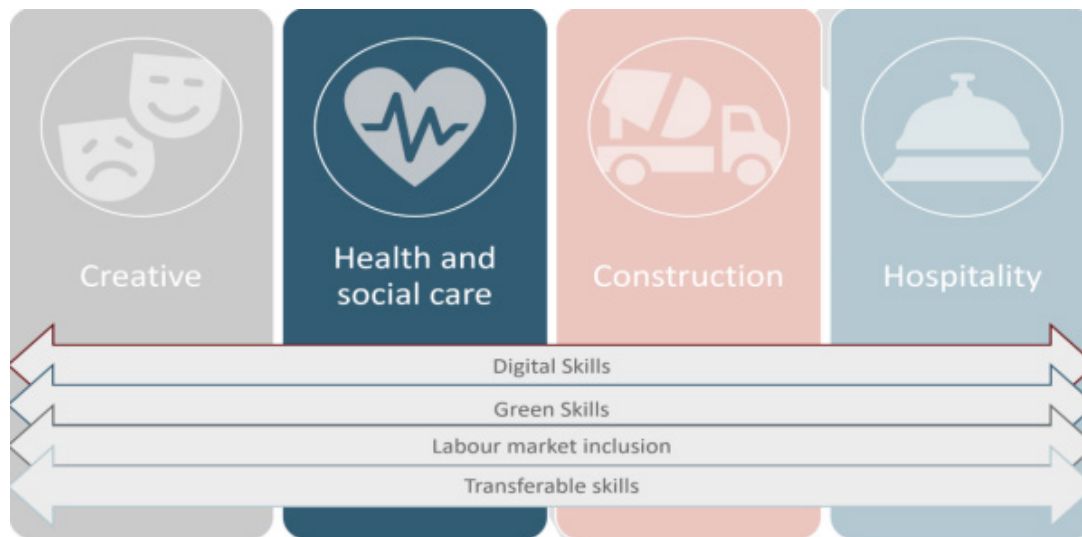 Creative
Health and
social care
Construction
Hospitality
Digital Skills
Green Skills
Labour market inclusion
Transferable skills